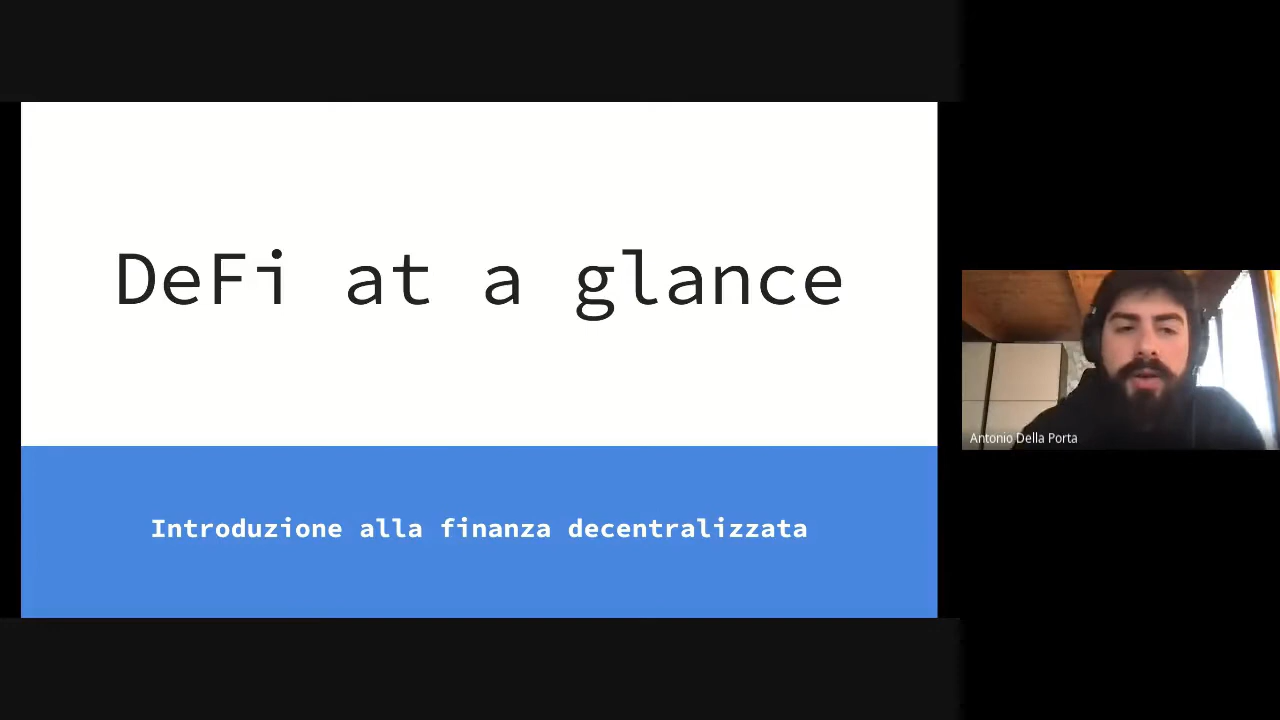 DeFi at a glance
Introduzione alla finanza decentralizzata
Antonio Della Porta